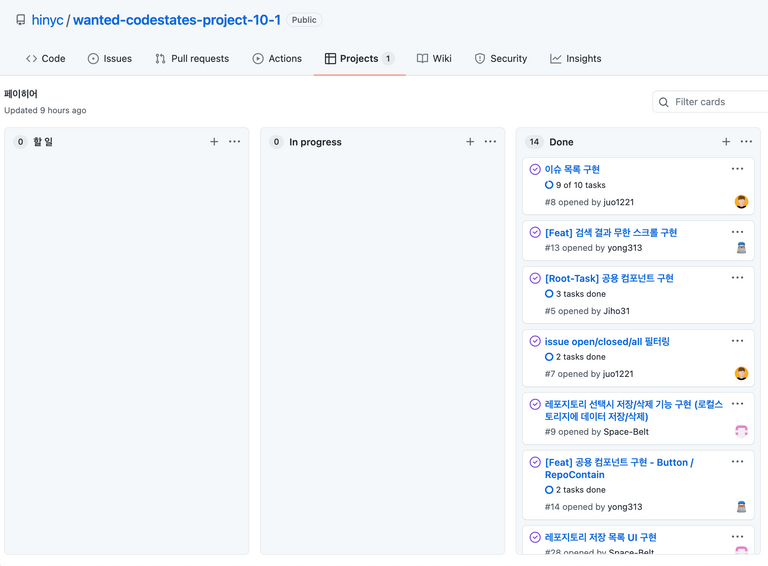 hinyc / wanted-codestates-project-10-1 Public
Code Issues Pull requests Actions Projects 1 Wiki Security Insights
페이히어
Updated 9 hours ago
Filter cards
0 할 일
0 In progress
14 Done
이슈 목록 구현
9 of 10 tasks
#8 opened by juo1221
[Feat] 검색 결과 무한 스크롤 구현
#13 opened by yong313
[Root-Task] 공용 컴포넌트 구현
3 tasks done
#5 opened by Jiho31
issue open/closed/all 필터링
2 tasks done
#7 opened by juo1221
레포지토리 선택시 저장/삭제 기능 구현 (로컬스
토리지에 데이터 저장/삭제)
#9 opened by Space-Belt
[Feat] 공용 컴포넌트 구현 - Button /
RepoContain
2 tasks done
#14 opened by yong313
레포지토리 저장 목록 UI 구현
#28 opened by Space-Belt